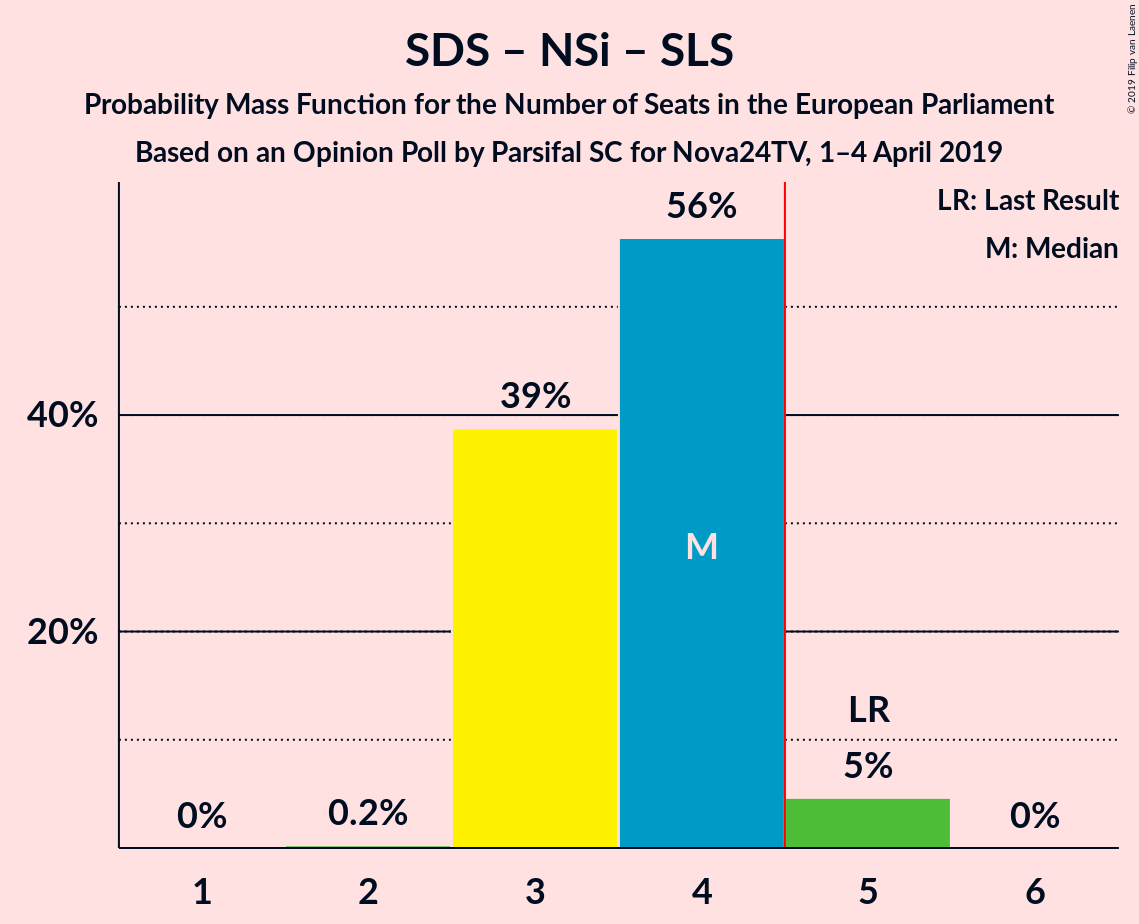 SDS – NSi – SLS
Probability Mass Function for the Number of Seats in the European Parliament
Based on an Opinion Poll by Parsifal SC for Nova24TV, 1–4 April 2019
© 2019 Filip van Laenen
LR: Last Result
M: Median
56%
39%
40%
M
20%
LR
5%
0%
0.2%
0%
1
2
3
4
5
6